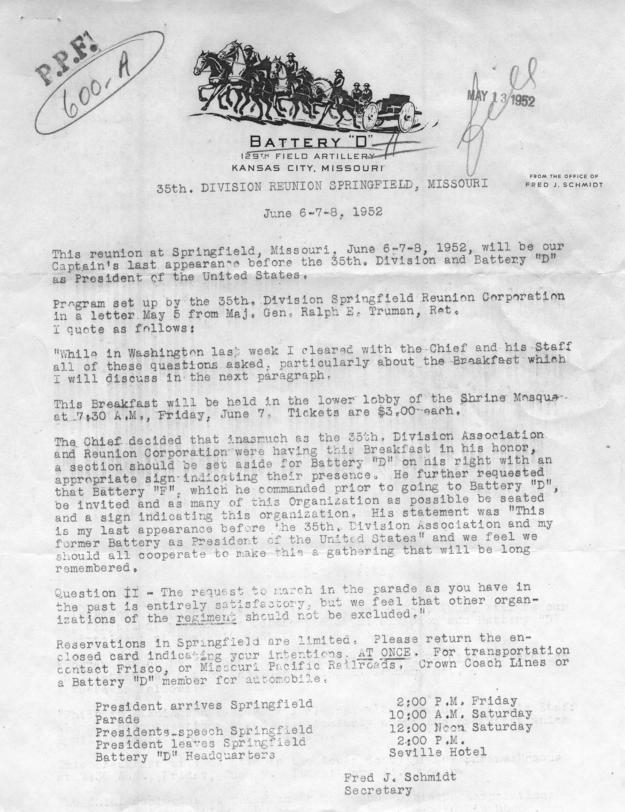 P.P.F.
600-A
files
MAY 13 1952
BATTERY "D"
129TH FIELD ARTILLERY
KANSAS CITY, MISSOURI
FROM THE OFFICE OF
FRED J. SCHMIDT
35th. DIVISION REUNION SPRINGFIELD, MISSOURI
June 6-7-8, 1952
This reunion at Springfield, Missouri, June 6-7-8, 1952, will be our
Captain's last appearance before the 35th. Division and Battery "D"
as President of the United States.
Program set up by the 35th. Division Springfield Reunion Corporation
in a letter May 5 from Maj. Gen. Ralph E. Truman, Ret.
I quote as follows:
"While in Washington last week I cleared with the Chief and his Staff
all of these questions asked, particularly about the Breakfast which
I will discuss in the next paragraph.
This Breakfast will be held in the lower lobby of the Shrine Mosque
at 7:30 A.M., Friday, June 7. Tickets are $3.00 each.
The Chief decided that inasmuch as the 35th. Division Association
and Reunion Corporation were having this Breakfast in his honor,
a section should be set aside for Battery "D" on his right with an
appropriate sign indicating their presence. He further requested
that Battery "F", which he commanded prior to going to Battery "D",
be invited and as many of this Organization as possible be seated
and a sign indicating this organization. His statement was "This
is my last appearance before the 35th. Division Association and my
former Battery as President of the United States" and we feel we
should all cooperate to make this a gathering that will be long
remembered.
Question II - The request to march in the parade as you have in
the past is entirely satisfactory, but we feel that other organ-
izations of the regiment should not be excluded."
Reservations in Springfield are limited. Please return the en-
closed card indicating your intentions, AT ONCE. For transportation
contact Frisco, or Missouri Pacific Railroads, Crown Coach Lines or
a Battery "D" member for automobile.
President arrives Springfield 2:00 P.M. Friday
Parade 10:00 A.M. Saturday
Presidents speech Springfield 12:00 Noon Saturday
President leaves Springfield 2:00 P.M.
Battery "D" Headquarters Seville Hotel
Fred J. Schmidt
Secretary